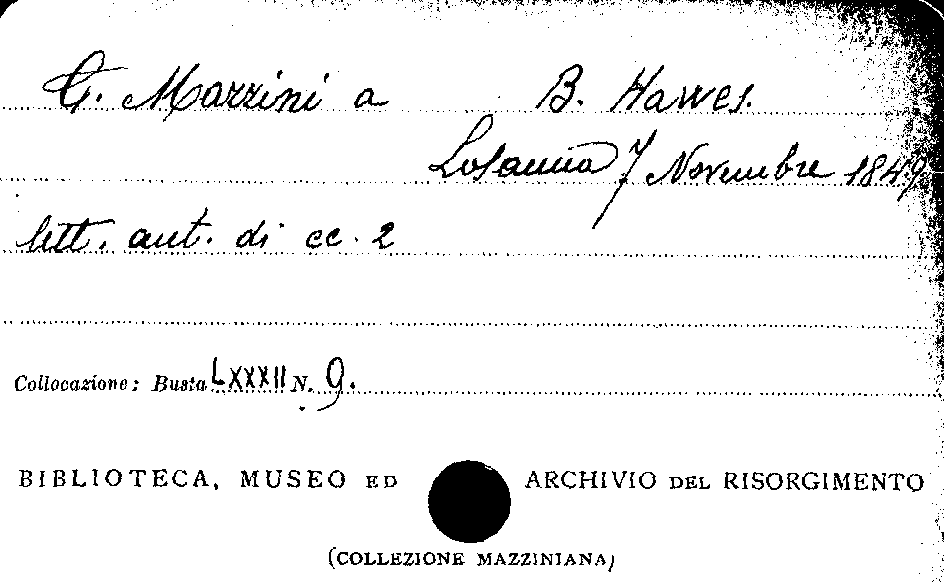 G. Mazzini a B. Hawes.
Losanna 7 Novembre 1849
lett. aut. di cc. 2
Collocazione: Busta LXXXII N. 9.
BIBLIOTECA, MUSEO ED ARCHIVIO DEL RISORGIMENTO
(COLLEZIONE MAZZINIANA)